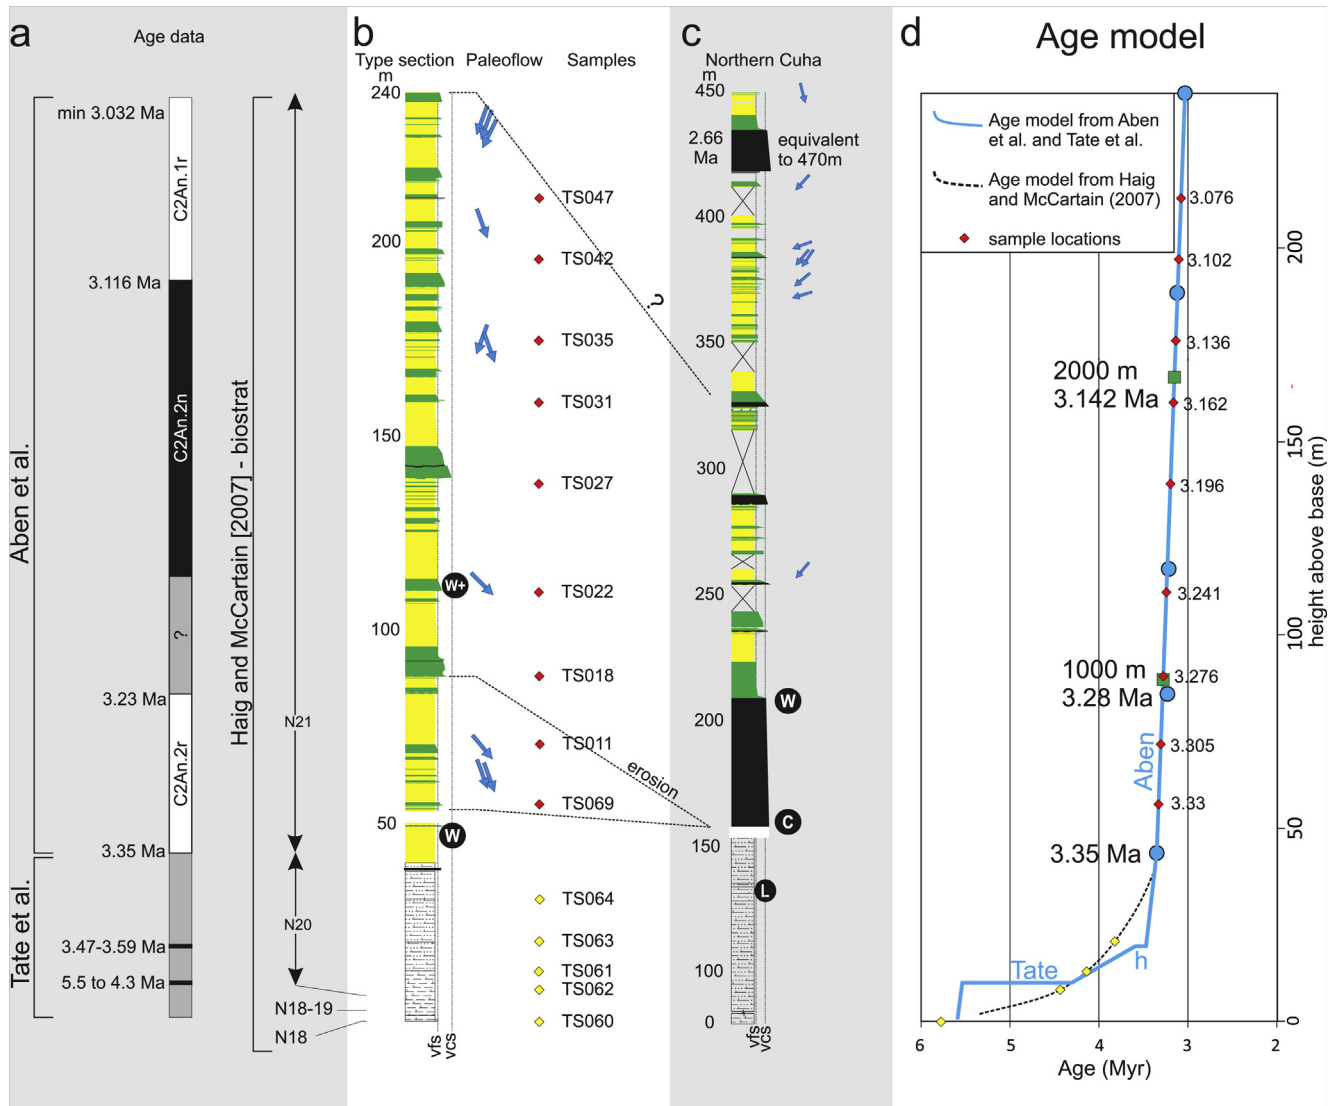 a
Age data
Aben et al.
Tate et al.
min 3.032 Ma
3.116 Ma
3.23 Ma
3.35 Ma
3.47-3.59 Ma
5.5 to 4.3 Ma
C2An.1r
C2An.2n
?
C2An.2r
Haig and McCartain [2007] - biostrat
N21
N20
N18-19
N18
b
Type section
Paleoflow
Samples
m
240
200
150
100
50
W+
W
vfs
vcs
TS047
TS042
TS035
TS031
TS027
TS022
TS018
TS011
TS069
TS064
TS063
TS061
TS062
TS060
?
erosion
c
Northern Cuha
m
450
2.66
Ma
equivalent
to 470m
400
350
300
250
200
150
100
0
W
C
L
vfs
vcs
d
Age model
Age model from Aben
et al. and Tate et al.
Age model from Haig
and McCartain (2007)
sample locations
3.076
3.102
3.136
2000 m
3.142 Ma
3.162
3.196
3.241
1000 m
3.28 Ma
3.276
3.305
Aben
3.33
3.35 Ma
Tate
h
200
150
100
50
0
height above base (m)
6
5
4
3
2
Age (Myr)